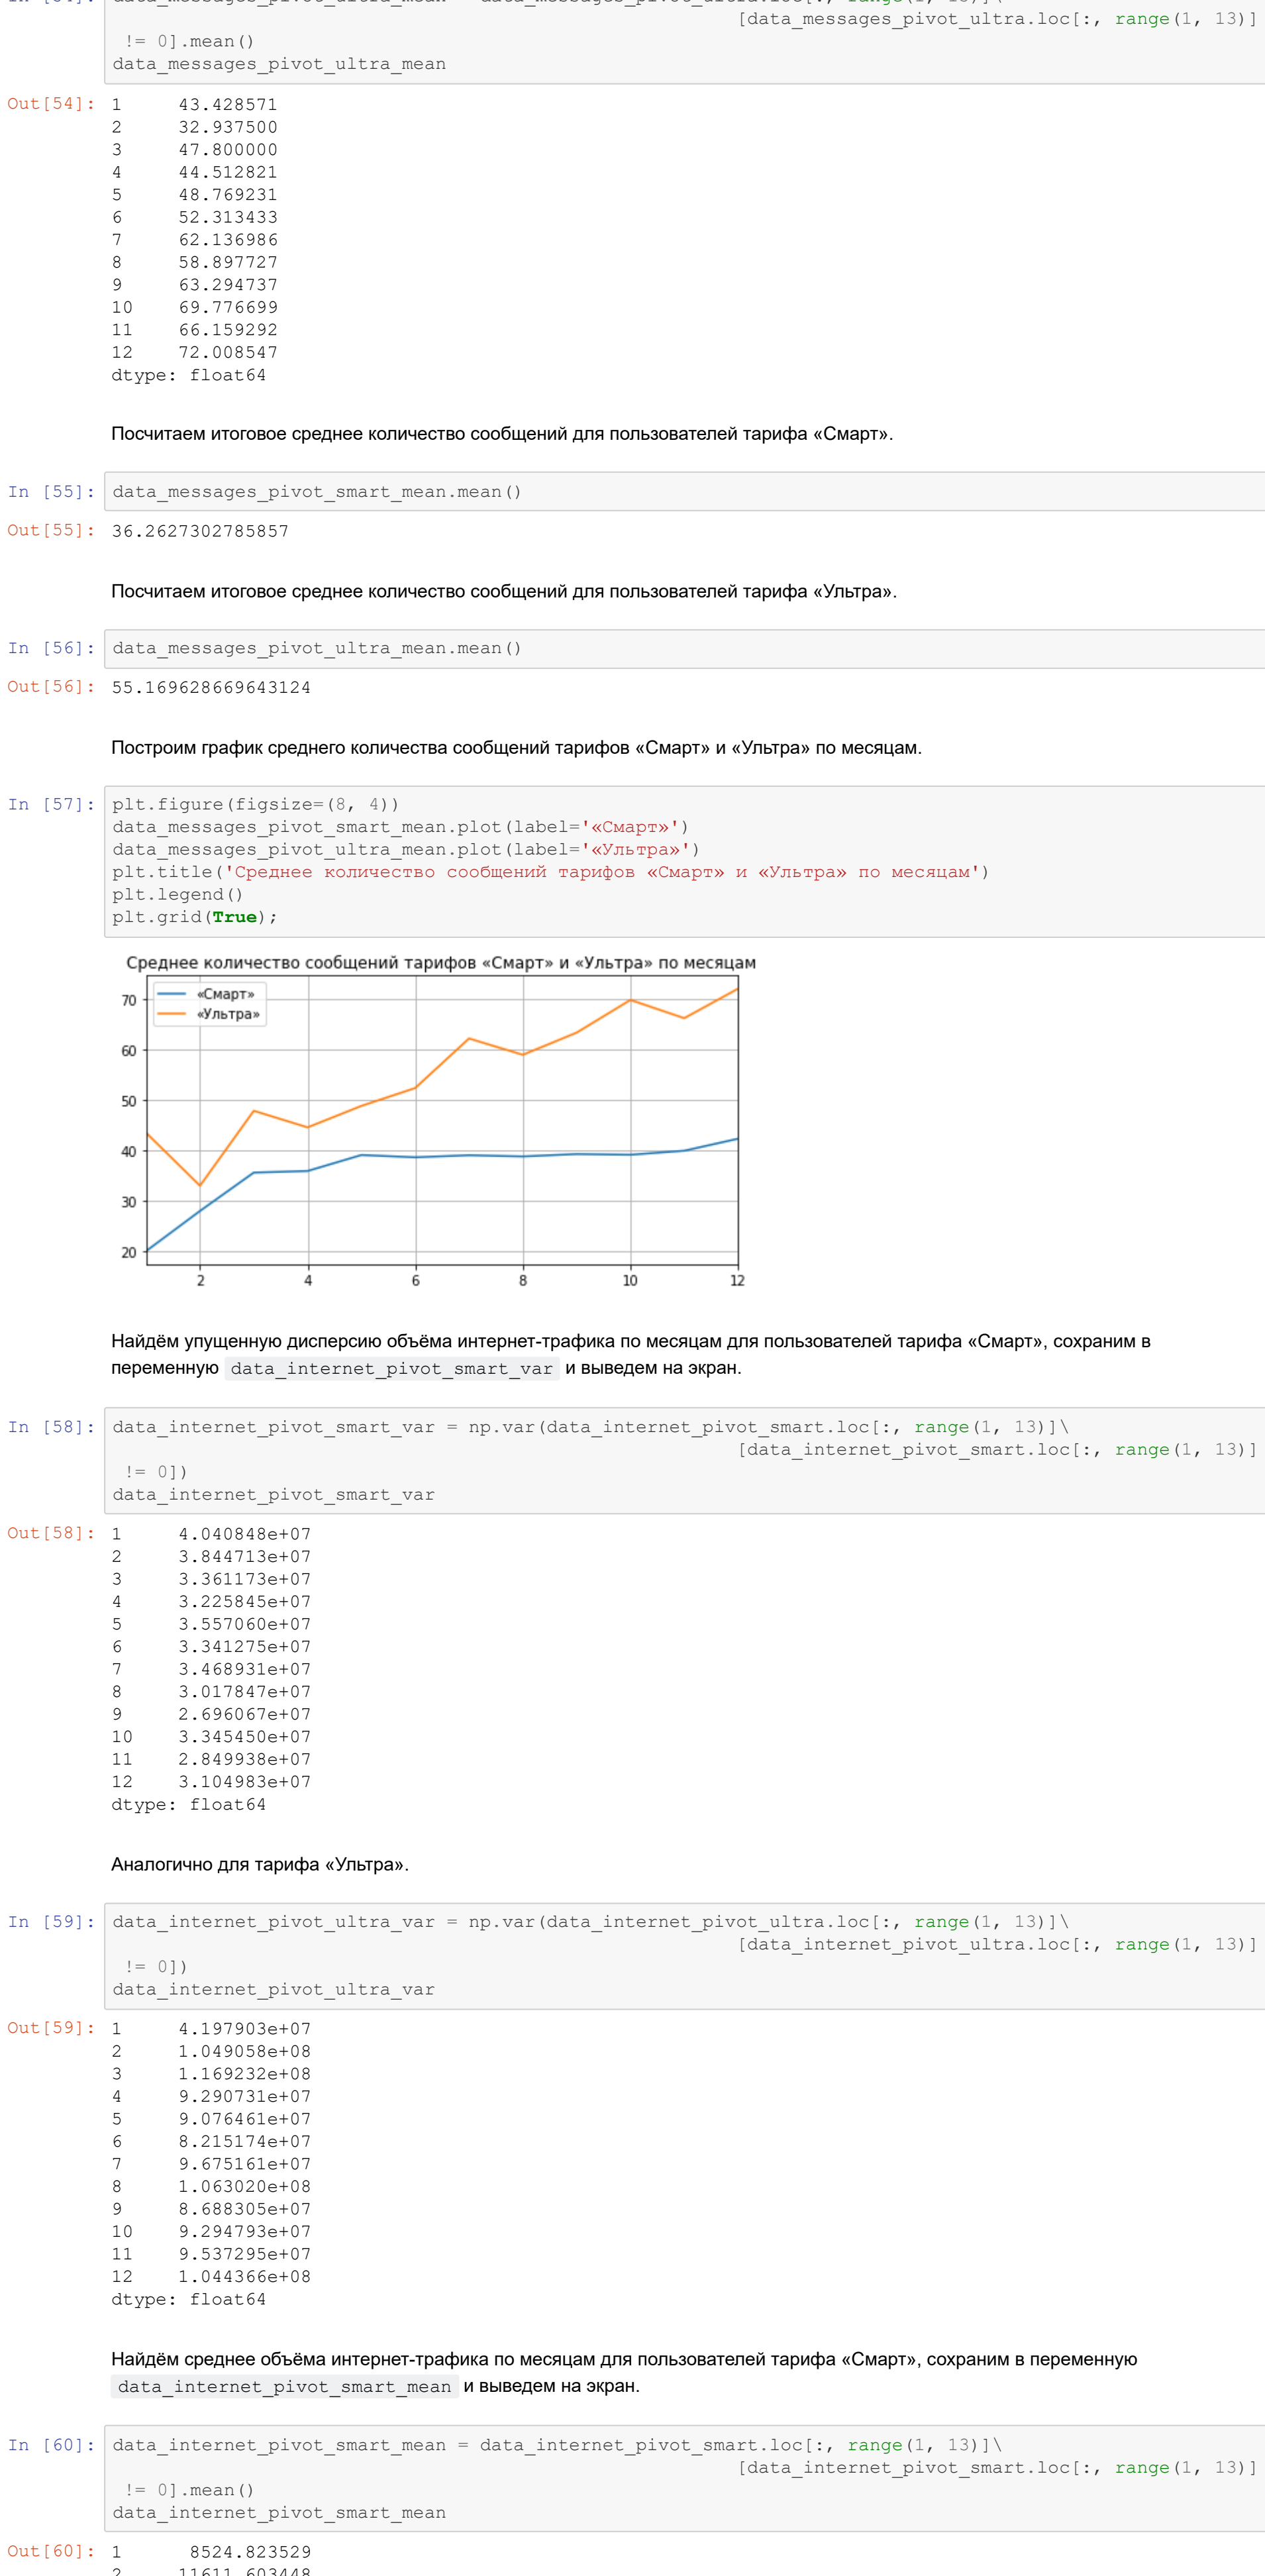 [data_messages_pivot_ultra.loc[:, range(1, 13)]
!= 0].mean()
data_messages_pivot_ultra_mean
Out[54]: 1 43.428571
2 32.937500
3 47.800000
4 44.512821
5 48.769231
6 52.313433
7 62.136986
8 58.897727
9 63.294737
10 69.776699
11 66.159292
12 72.008547
dtype: float64
Посчитаем итоговое среднее количество сообщений для пользователей тарифа «Смарт».
In [55]: data_messages_pivot_smart_mean.mean()
Out[55]: 36.2627302785857
Посчитаем итоговое среднее количество сообщений для пользователей тарифа «Ультра».
In [56]: data_messages_pivot_ultra_mean.mean()
Out[56]: 55.169628669643124
Построим график среднего количества сообщений тарифов «Смарт» и «Ультра» по месяцам.
In [57]: plt.figure(figsize=(8, 4))
data_messages_pivot_smart_mean.plot(label='«Смарт»')
data_messages_pivot_ultra_mean.plot(label='«Ультра»')
plt.title('Среднее количество сообщений тарифов «Смарт» и «Ультра» по месяцам')
plt.legend()
plt.grid(True);
Среднее количество сообщений тарифов «Смарт» и «Ультра» по месяцам
«Смарт»
«Ультра»
70
60
50
40
30
20
2 4 6 8 10 12
Найдём упущенную дисперсию объёма интернет-трафика по месяцам для пользователей тарифа «Смарт», сохраним в
переменную data_internet_pivot_smart_var и выведем на экран.
In [58]: data_internet_pivot_smart_var = np.var(data_internet_pivot_smart.loc[:, range(1, 13)]\
[data_internet_pivot_smart.loc[:, range(1, 13)]
!= 0])
data_internet_pivot_smart_var
Out[58]: 1 4.040848e+07
2 3.844713e+07
3 3.361173e+07
4 3.225845e+07
5 3.557060e+07
6 3.341275e+07
7 3.468931e+07
8 3.017847e+07
9 2.696067e+07
10 3.345450e+07
11 2.849938e+07
12 3.104983e+07
dtype: float64
Аналогично для тарифа «Ультра».
In [59]: data_internet_pivot_ultra_var = np.var(data_internet_pivot_ultra.loc[:, range(1, 13)]\
[data_internet_pivot_ultra.loc[:, range(1, 13)]
!= 0])
data_internet_pivot_ultra_var
Out[59]: 1 4.197903e+07
2 1.049058e+08
3 1.169232e+08
4 9.290731e+07
5 9.076461e+07
6 8.215174e+07
7 9.675161e+07
8 1.063020e+08
9 8.688305e+07
10 9.294793e+07
11 9.537295e+07
12 1.044366e+08
dtype: float64
Найдём среднее объёма интернет-трафика по месяцам для пользователей тарифа «Смарт», сохраним в переменную
data_internet_pivot_smart_mean и выведем на экран.
In [60]: data_internet_pivot_smart_mean = data_internet_pivot_smart.loc[:, range(1, 13)]\
[data_internet_pivot_smart.loc[:, range(1, 13)]
!= 0].mean()
data_internet_pivot_smart_mean
Out[60]: 1 8524.823529
2 11611.603448